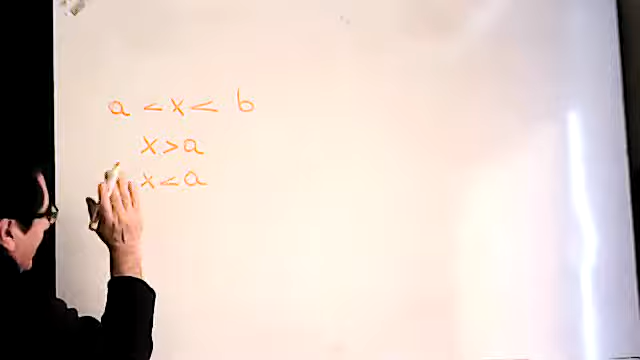 a < x < b
x > a
x < a